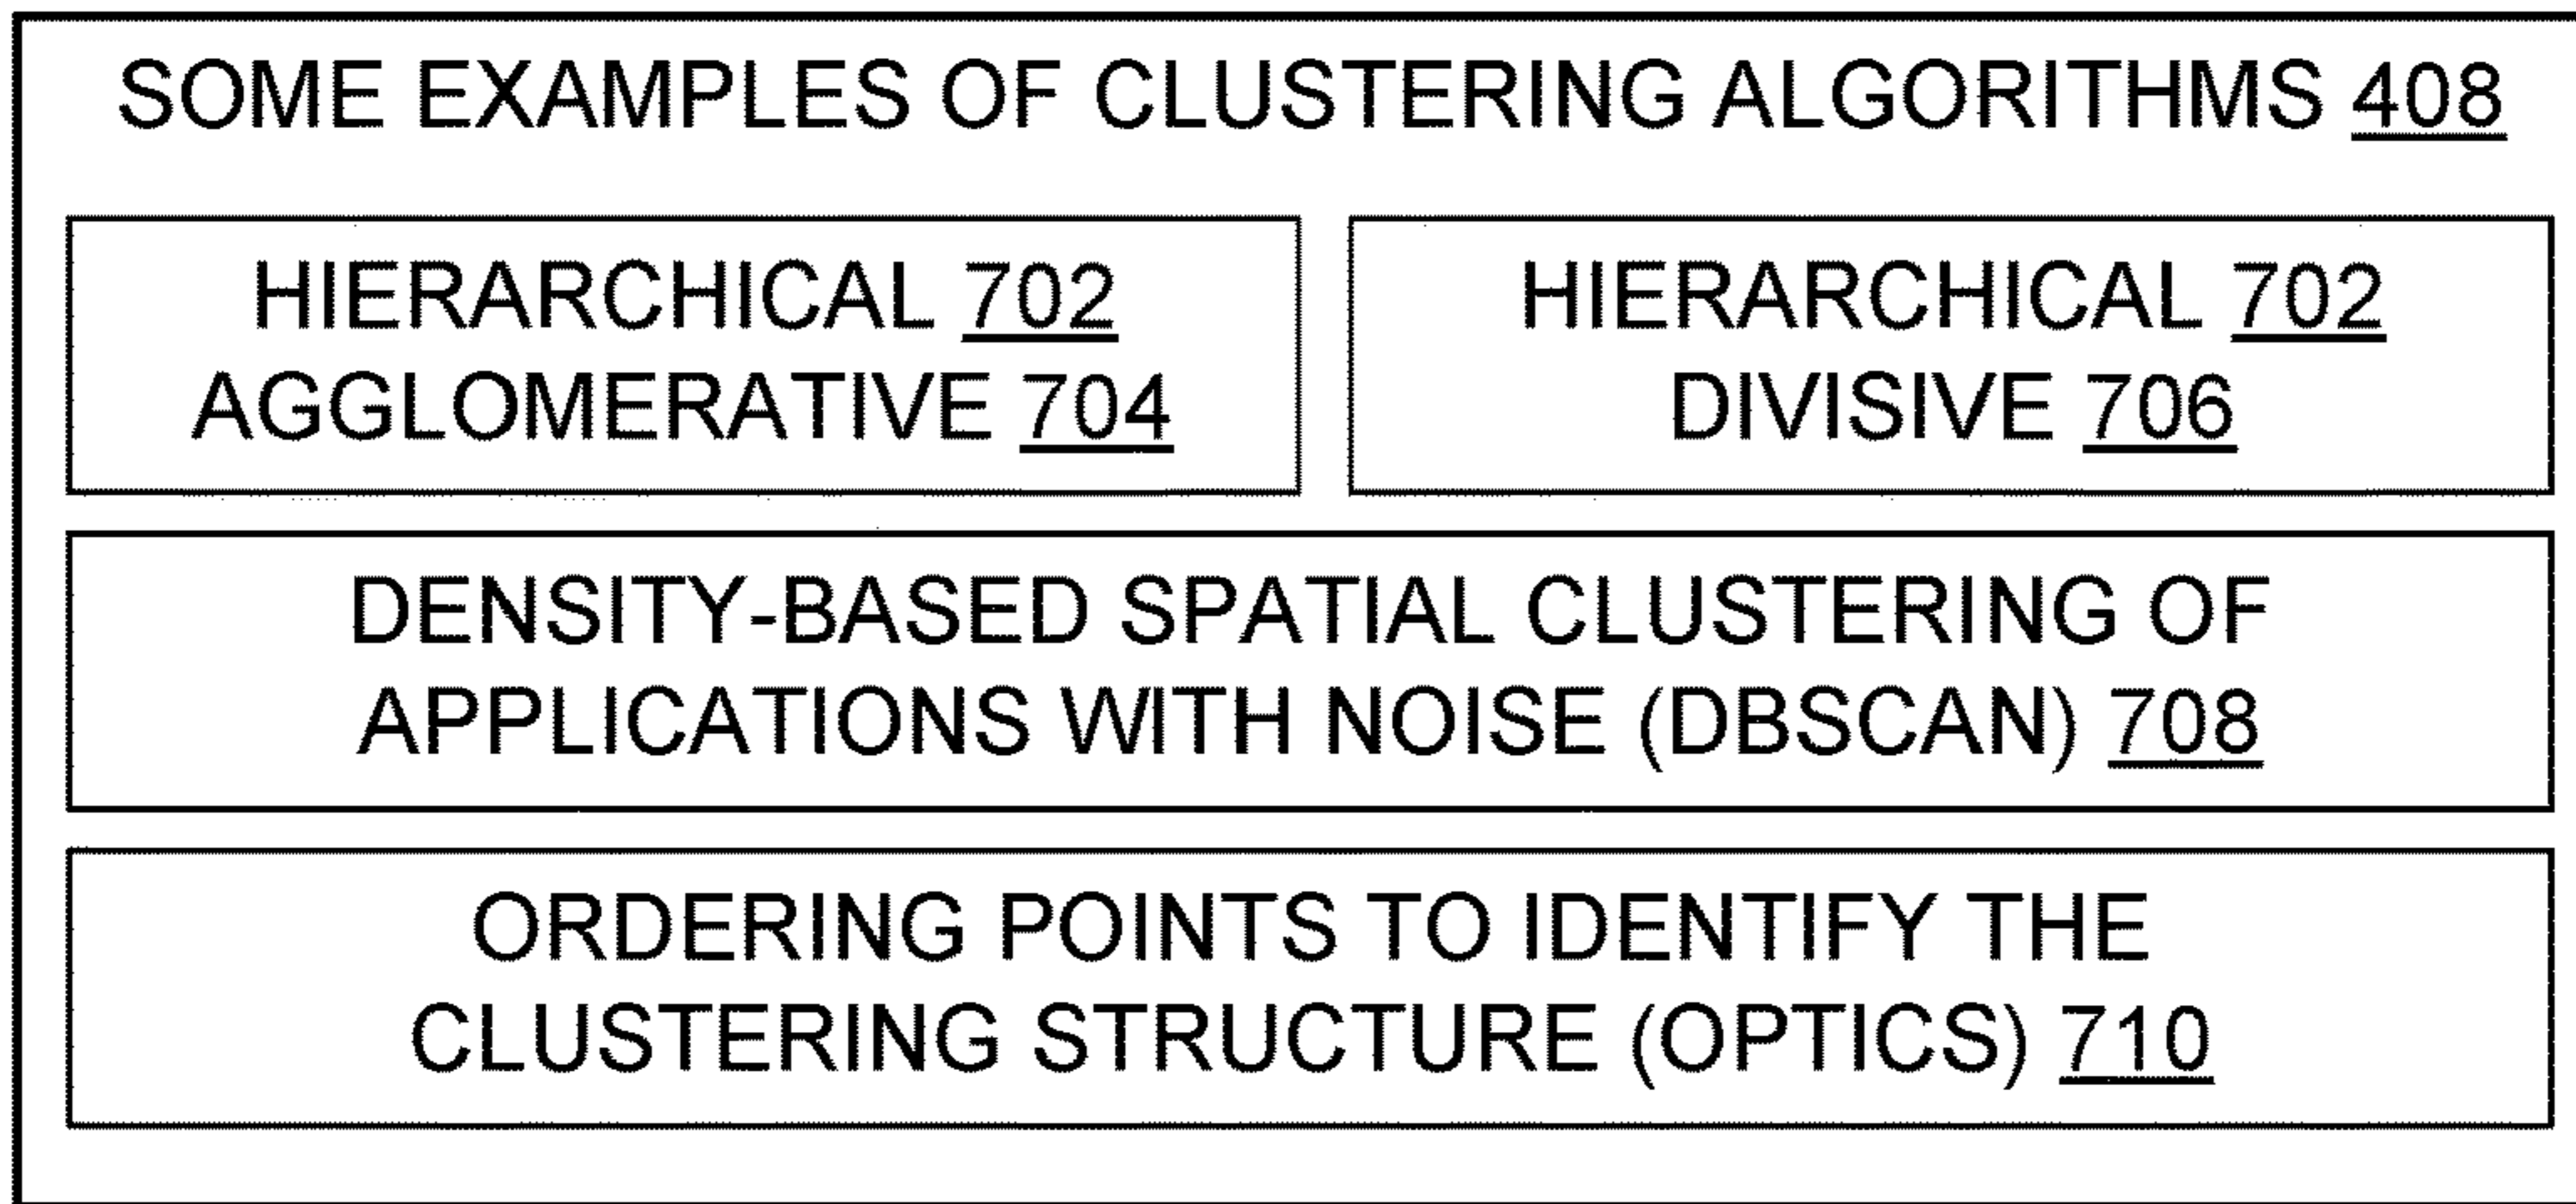 SOME EXAMPLES OF CLUSTERING ALGORITHMS 408
HIERARCHICAL 702
AGGLOMERATIVE 704
HIERARCHICAL 702
DIVISIVE 706
DENSITY-BASED SPATIAL CLUSTERING OF
APPLICATIONS WITH NOISE (DBSCAN) 708
ORDERING POINTS TO IDENTIFY THE
CLUSTERING STRUCTURE (OPTICS) 710